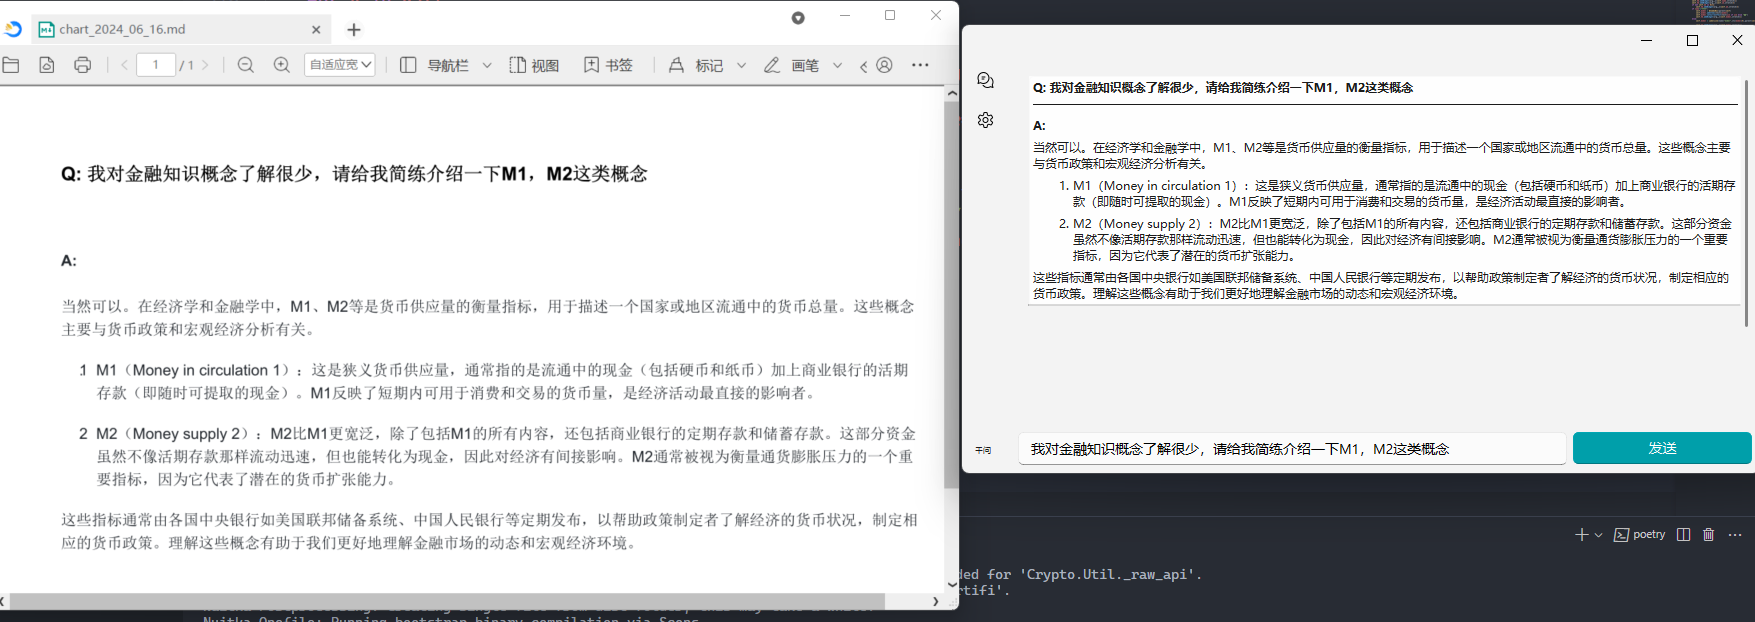 chart_2024_06_16.md
1 / 1
自适应宽
导航栏
视图
书签
标记
画笔
Q: 我对金融知识概念了解很少，请给我简练介绍一下M1，M2这类概念
A:
当然可以。在经济学和金融学中，M1、M2等是货币供应量的衡量指标，用于描述一个国家或地区流通中的货币总量。这些概念
主要与货币政策和宏观经济分析有关。
1 M1（Money in circulation 1）：这是狭义货币供应量，通常指的是流通中的现金（包括硬币和纸币）加上商业银行的活期
存款（即随时可提取的现金）。M1反映了短期内可用于消费和交易的货币量，是经济活动最直接的影响者。
2 M2（Money supply 2）：M2比M1更宽泛，除了包括M1的所有内容，还包括商业银行的定期存款和储蓄存款。这部分资金
虽然不像活期存款那样流动迅速，但也能转化为现金，因此对经济有间接影响。M2通常被视为衡量通货膨胀压力的一个重
要指标，因为它代表了潜在的货币扩张能力。
这些指标通常由各国中央银行如美国联邦储备系统、中国人民银行等定期发布，以帮助政策制定者了解经济的货币状况，制定相
应的货币政策。理解这些概念有助于我们更好地理解金融市场的动态和宏观经济环境。
Q: 我对金融知识概念了解很少，请给我简练介绍一下M1，M2这类概念
A:
当然可以。在经济学和金融学中，M1、M2等是货币供应量的衡量指标，用于描述一个国家或地区流通中的货币总量。这些概念主要
与货币政策和宏观经济分析有关。
1. M1（Money in circulation 1）：这是狭义货币供应量，通常指的是流通中的现金（包括硬币和纸币）加上商业银行的活期存
款（即随时可提取的现金）。M1反映了短期内可用于消费和交易的货币量，是经济活动最直接的影响者。
2. M2（Money supply 2）：M2比M1更宽泛，除了包括M1的所有内容，还包括商业银行的定期存款和储蓄存款。这部分资金
虽然不像活期存款那样流动迅速，但也能转化为现金，因此对经济有间接影响。M2通常被视为衡量通货膨胀压力的一个重要
指标，因为它代表了潜在的货币扩张能力。
这些指标通常由各国中央银行如美国联邦储备系统、中国人民银行等定期发布，以帮助政策制定者了解经济的货币状况，制定相应的
货币政策。理解这些概念有助于我们更好地理解金融市场的动态和宏观经济环境。
千问
我对金融知识概念了解很少，请给我简练介绍一下M1，M2这类概念
发送
poetry
ded for 'Crypto.Util._raw_api'.
rtifi'.
Nuitka-Onefile: Running bootstrap binary compilation via Scons.